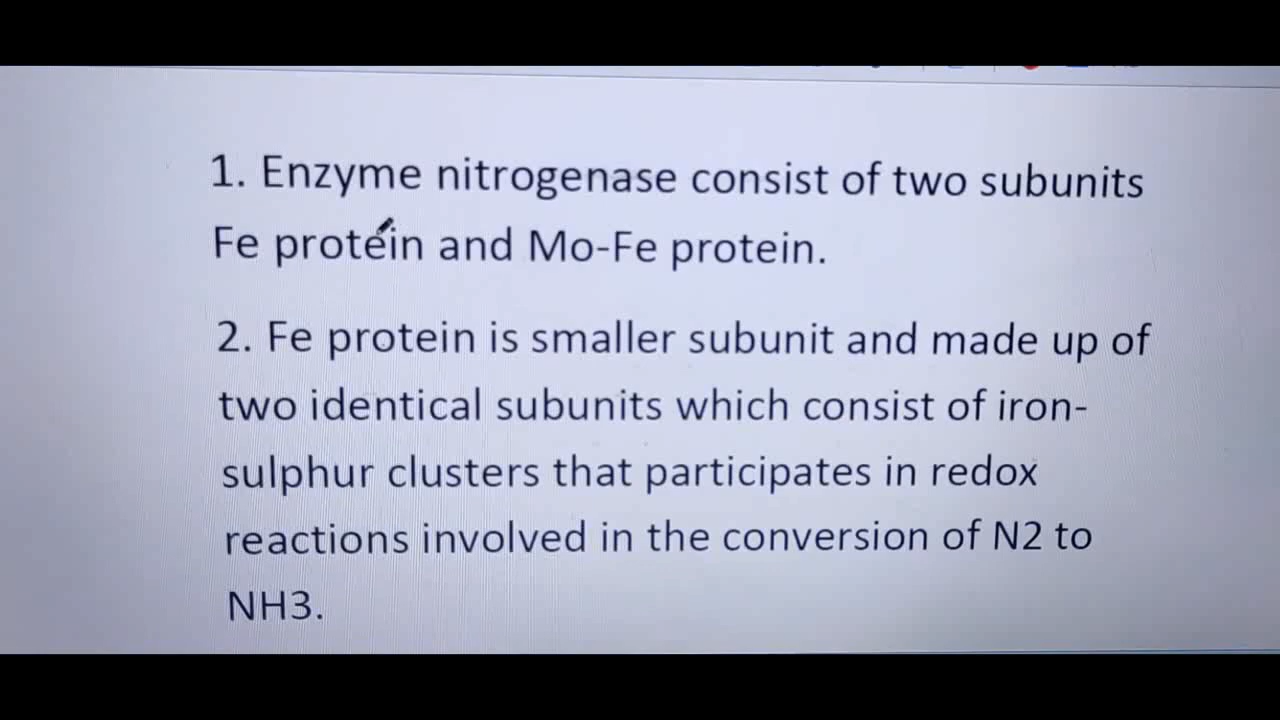 1. Enzyme nitrogenase consist of two subunits
Fe protein and Mo-Fe protein.
2. Fe protein is smaller subunit and made up of
two identical subunits which consist of iron-
sulphur clusters that participates in redox
reactions involved in the conversion of N2 to
NH3.